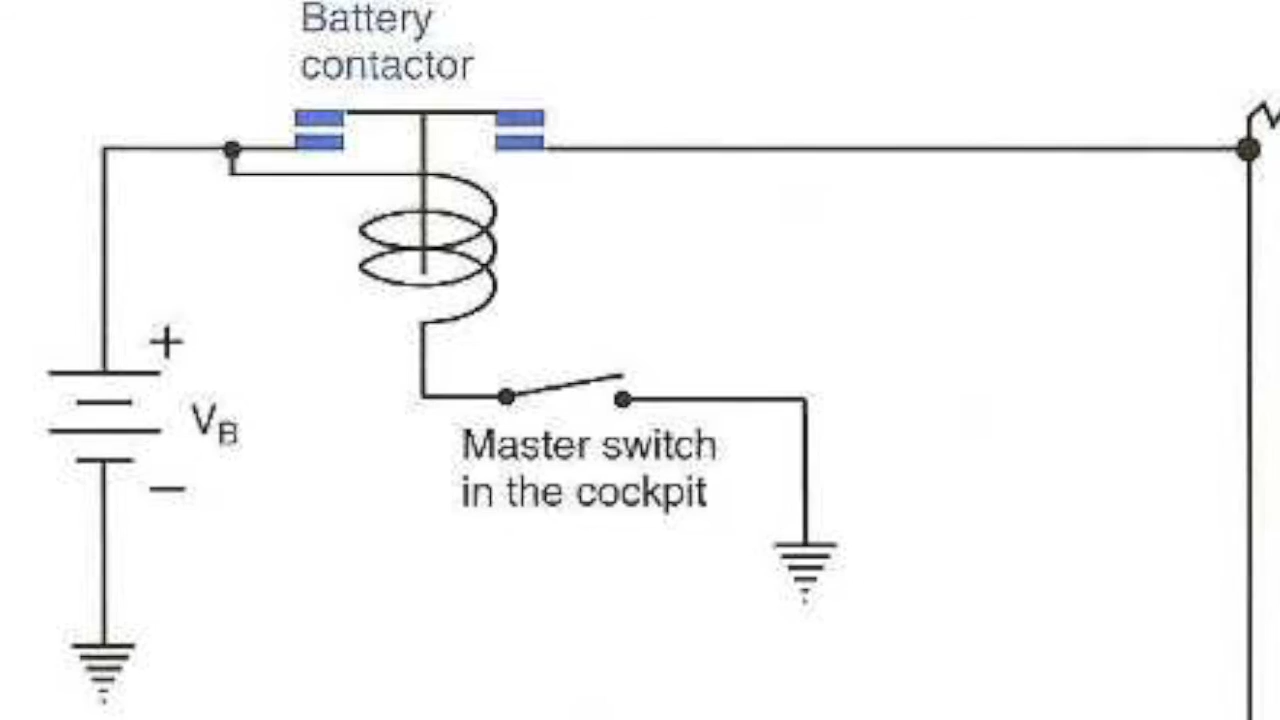 Battery
contactor
+
V_B
−
Master switch
in the cockpit